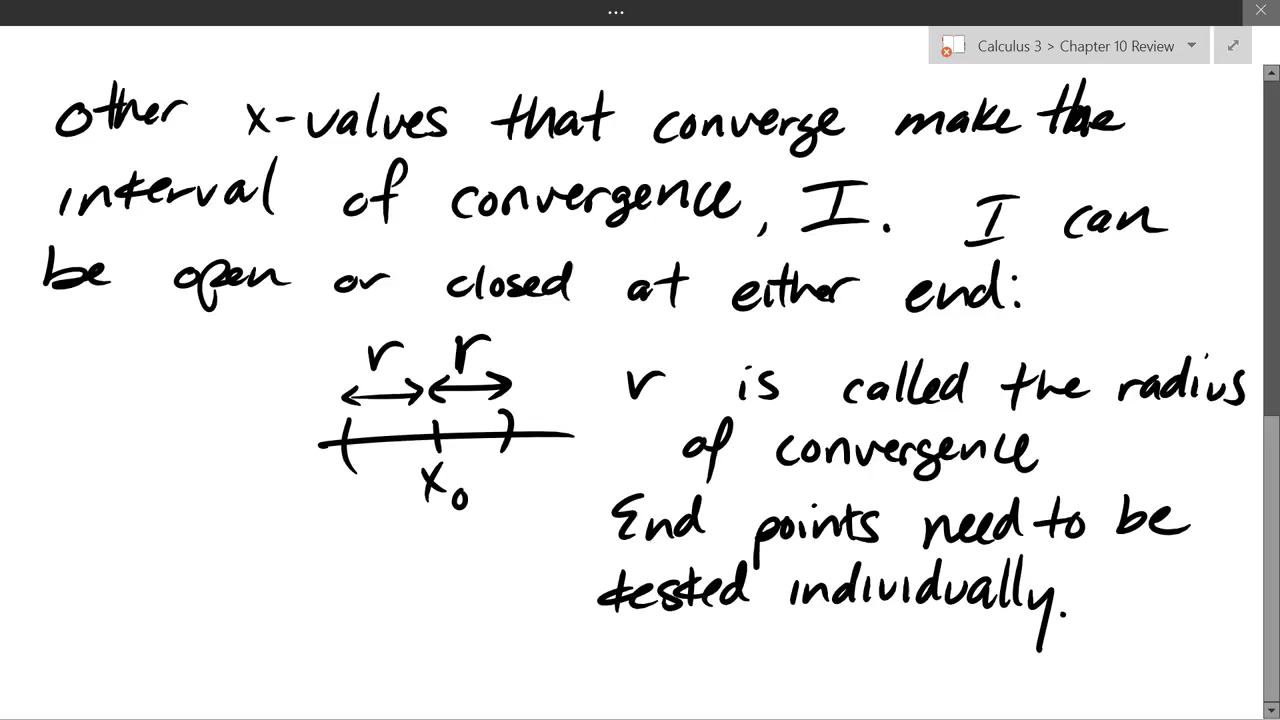 Calculus 3 > Chapter 10 Review
Other x-values that converge make the
interval of convergence, I. I can
be open or closed at either end:
r r
x₀
r is called the radius
of convergence
End points need to be
tested individually.